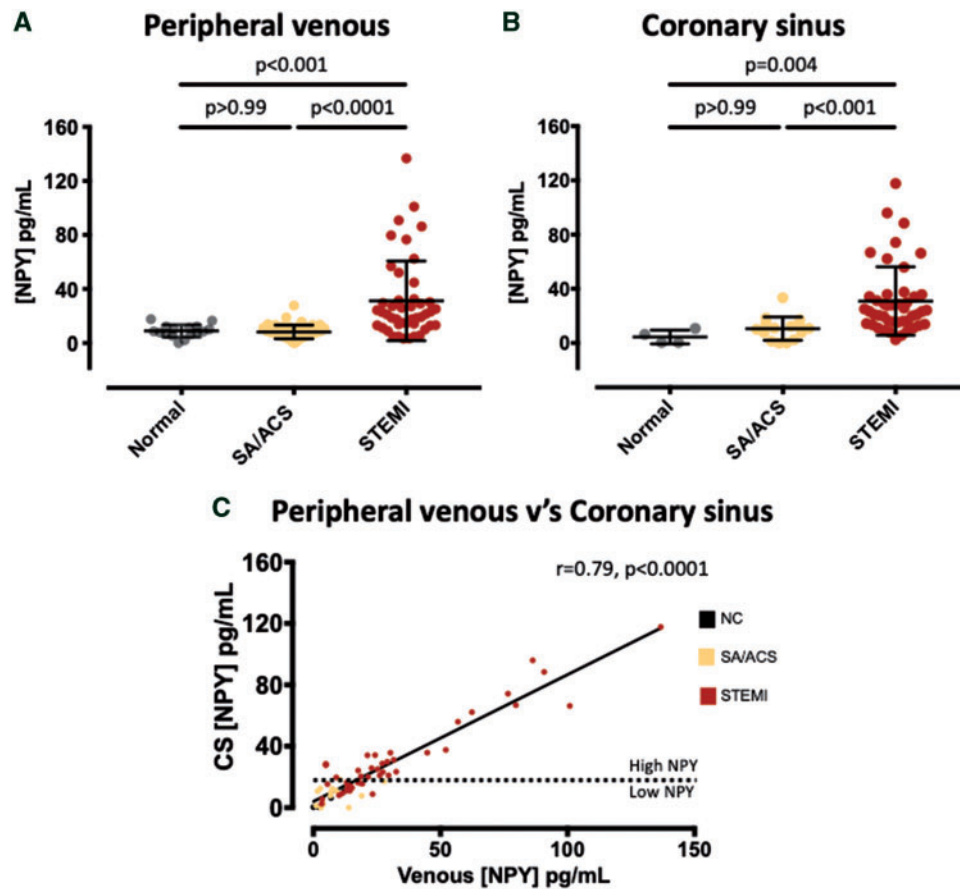 A Peripheral venous
p<0.001
p>0.99 p<0.0001
[NPY] pg/mL
160
120
80
40
0
Normal
SA/ACS
STEMI
B Coronary sinus
p=0.004
p>0.99 p<0.001
[NPY] pg/mL
160
120
80
40
0
Normal
SA/ACS
STEMI
C Peripheral venous v's Coronary sinus
r=0.79, p<0.0001
CS [NPY] pg/mL
160
120
80
40
0
NC
SA/ACS
STEMI
High NPY
Low NPY
0 50 100 150
Venous [NPY] pg/mL